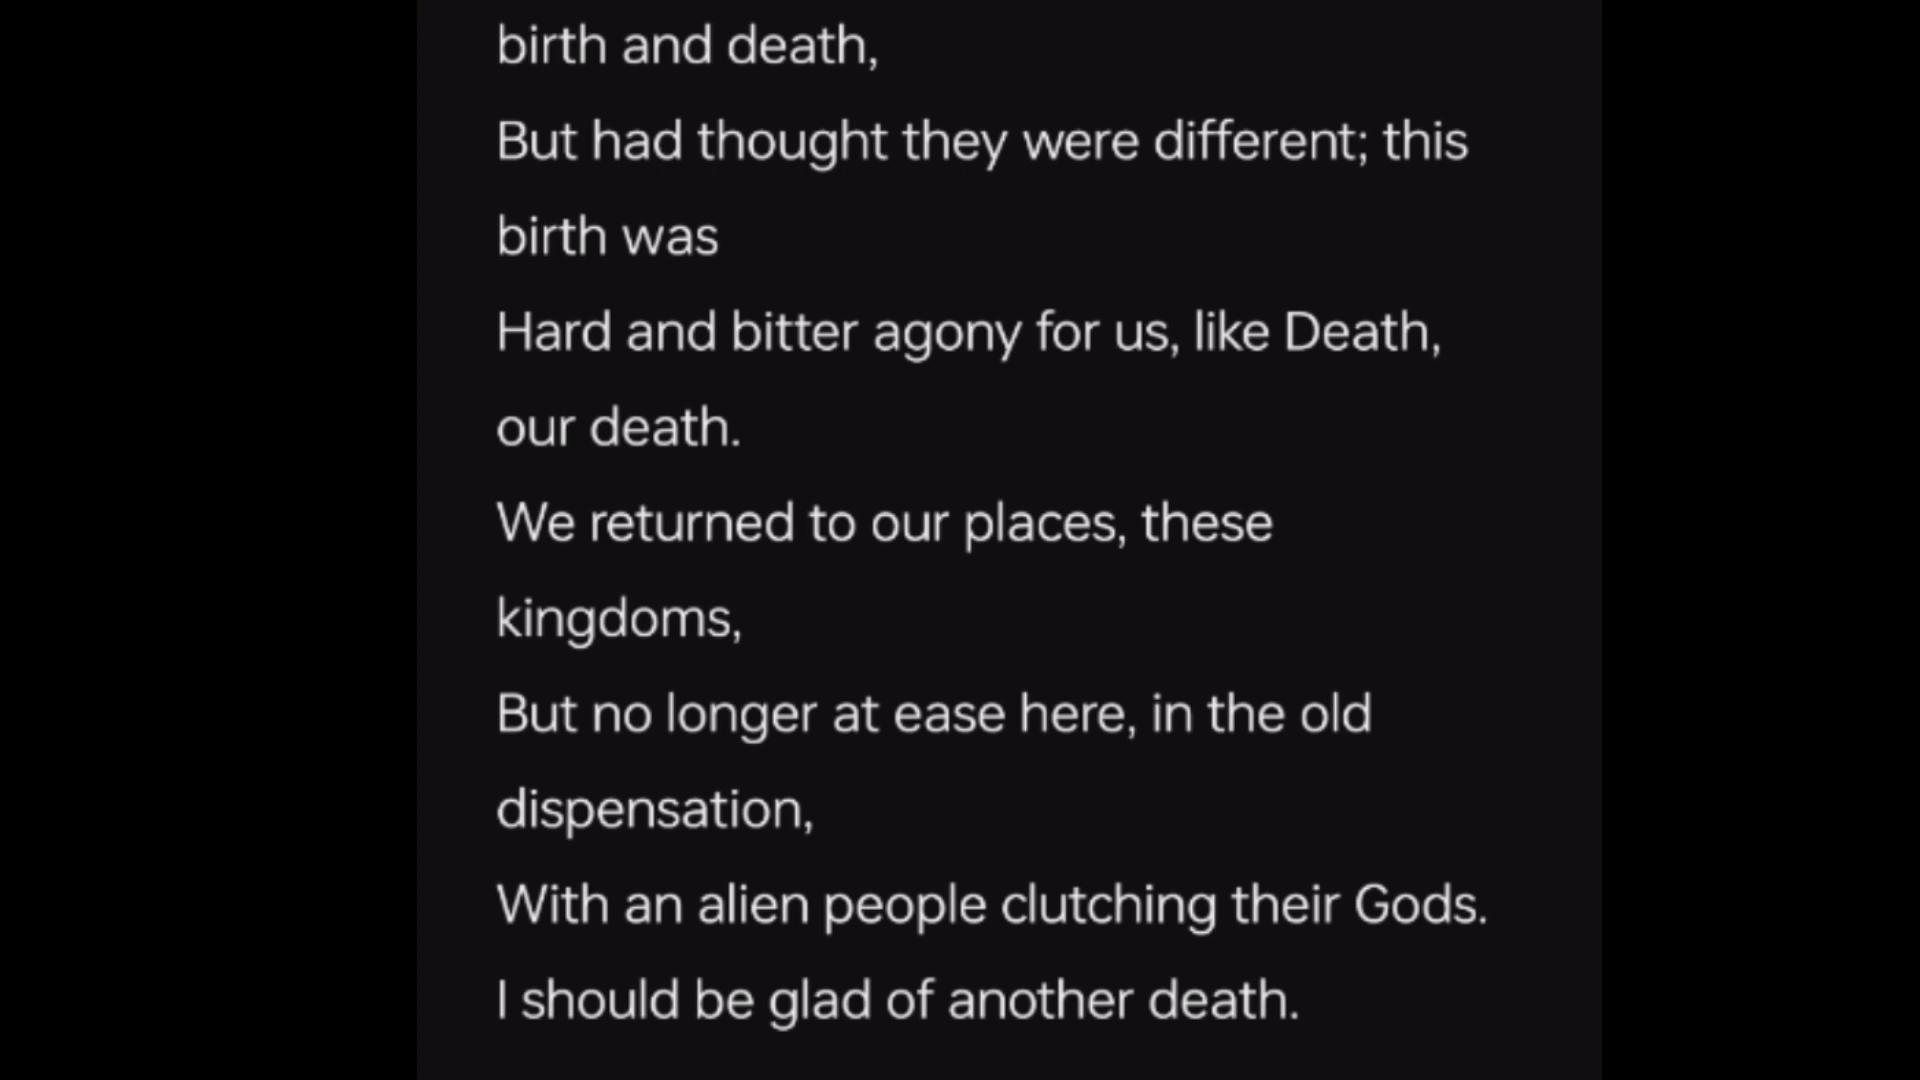 birth and death,
But had thought they were different; this
birth was
Hard and bitter agony for us, like Death,
our death.
We returned to our places, these
kingdoms,
But no longer at ease here, in the old
dispensation,
With an alien people clutching their Gods.
I should be glad of another death.